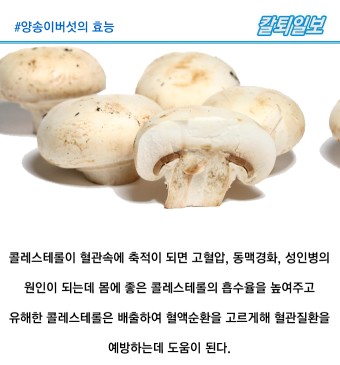 #양송이버섯의 효능
칼퇴일보
콜레스테롤이 혈관속에 축적이 되면 고혈압, 동맥경화, 성인병의
원인이 되는데 몸에 좋은 콜레스테롤의 흡수율을 높여주고
유해한 콜레스테롤은 배출하여 혈액순환을 고르게해 혈관질환을
예방하는데 도움이 된다.